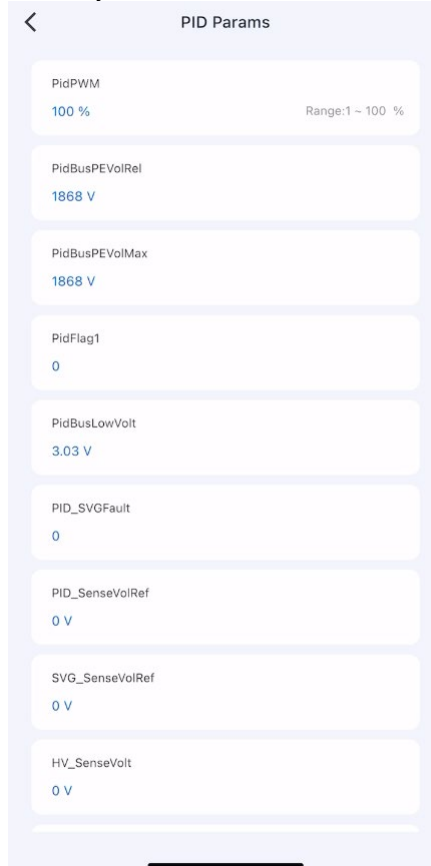 PID Params
PidPWM
100 % Range:1 ~ 100 %
PidBusPEVolRel
1868 V
PidBusPEVolMax
1868 V
PidFlag1
0
PidBusLowVolt
3.03 V
PID_SVGFault
0
PID_SenseVolRef
0 V
SVG_SenseVolRef
0 V
HV_SenseVolt
0 V